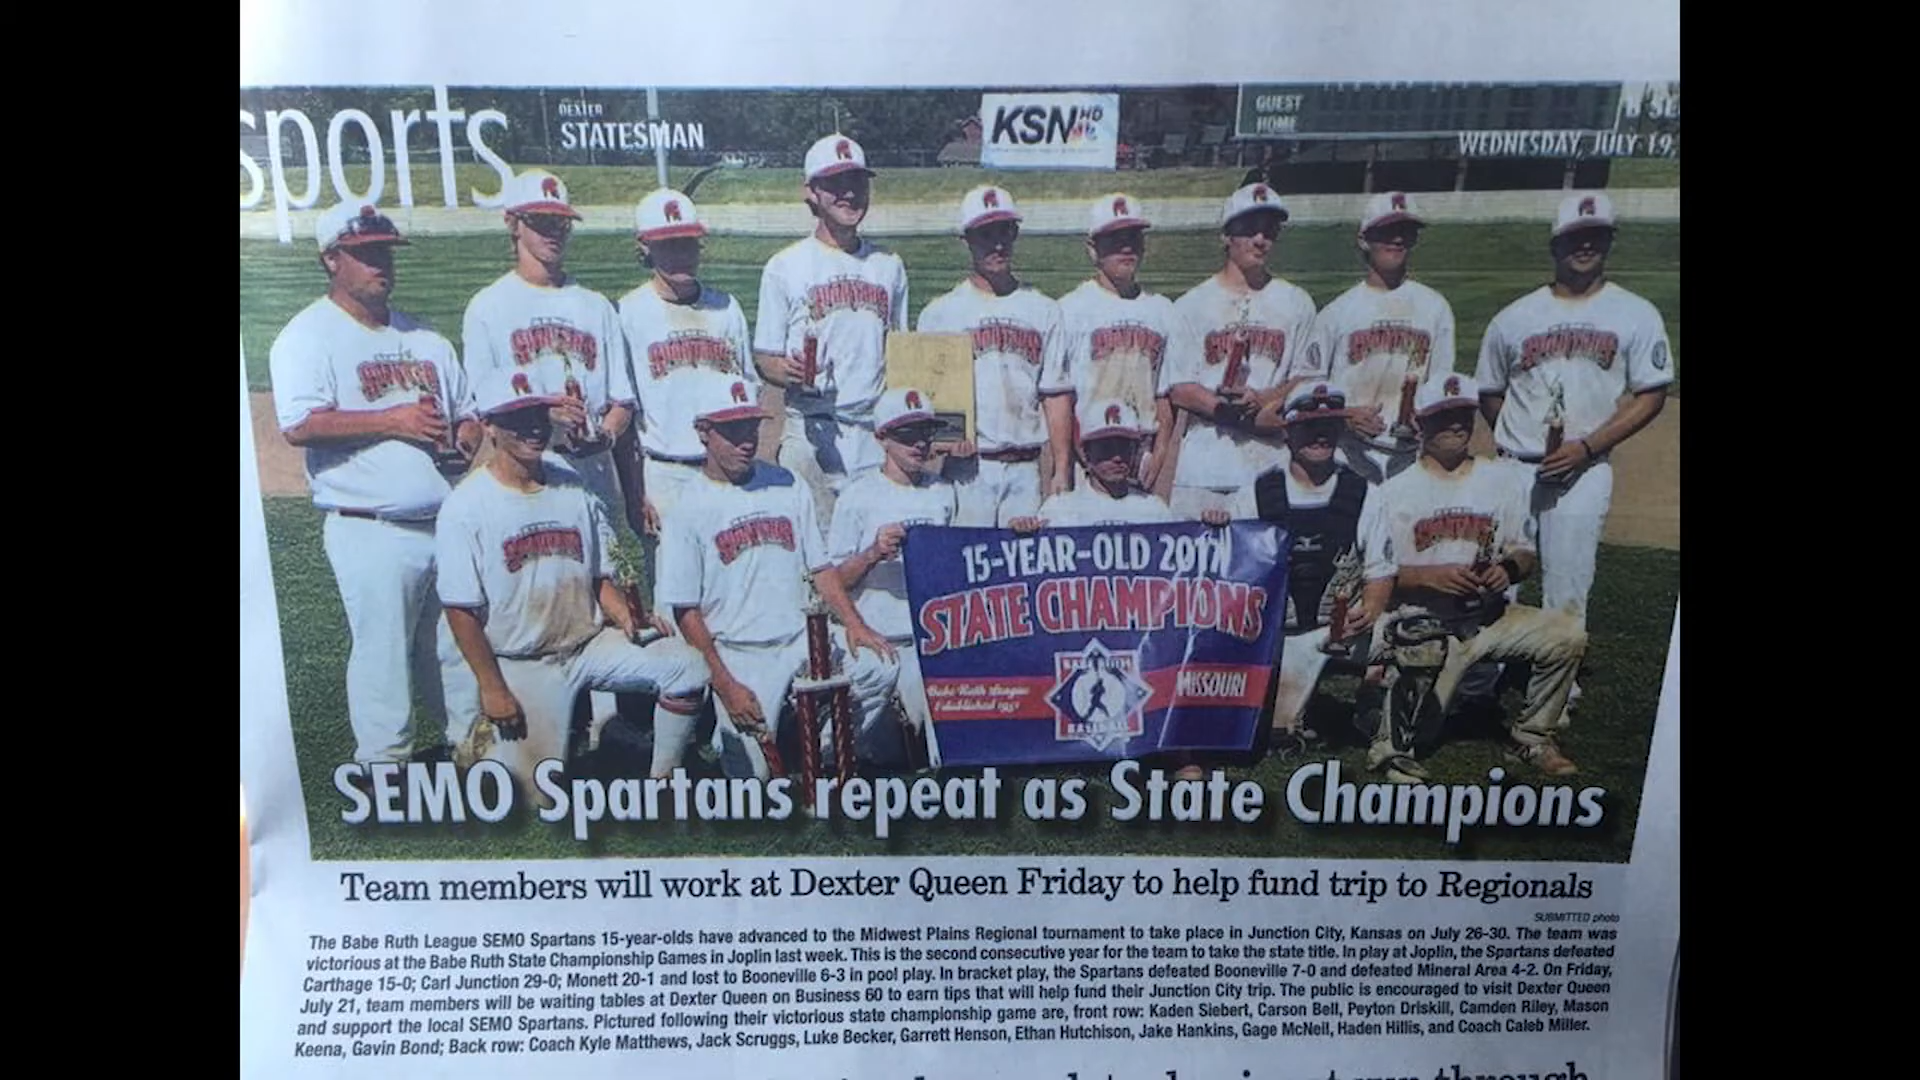 sports
DEXTER
STATESMAN
KSN HD
GUEST
HOME
WEDNESDAY, JULY 19,
SPARTANS
15-YEAR-OLD 2017
STATE CHAMPIONS
BABE RUTH
BASEBALL
Babe Ruth League
Established 1951
MISSOURI
SEMO Spartans repeat as State Champions
Team members will work at Dexter Queen Friday to help fund trip to Regionals
SUBMITTED photo
The Babe Ruth League SEMO Spartans 15-year-olds have advanced to the Midwest Plains Regional tournament to take place in Junction City, Kansas on July 26-30. The team was
victorious at the Babe Ruth State Championship Games in Joplin last week. This is the second consecutive year for the team to take the state title. In play at Joplin, the Spartans defeated
Carthage 15-0; Carl Junction 29-0; Monett 20-1 and lost to Booneville 6-3 in pool play. In bracket play, the Spartans defeated Booneville 7-0 and defeated Mineral Area 4-2. On Friday,
July 21, team members will be waiting tables at Dexter Queen on Business 60 to earn tips that will help fund their Junction City trip. The public is encouraged to visit Dexter Queen
and support the local SEMO Spartans. Pictured following their victorious state championship game are, front row: Kaden Siebert, Carson Bell, Peyton Driskill, Camden Riley, Mason
Keena, Gavin Bond; Back row: Coach Kyle Matthews, Jack Scruggs, Luke Becker, Garrett Henson, Ethan Hutchison, Jake Hankins, Gage McNeil, Haden Hillis, and Coach Caleb Miller.